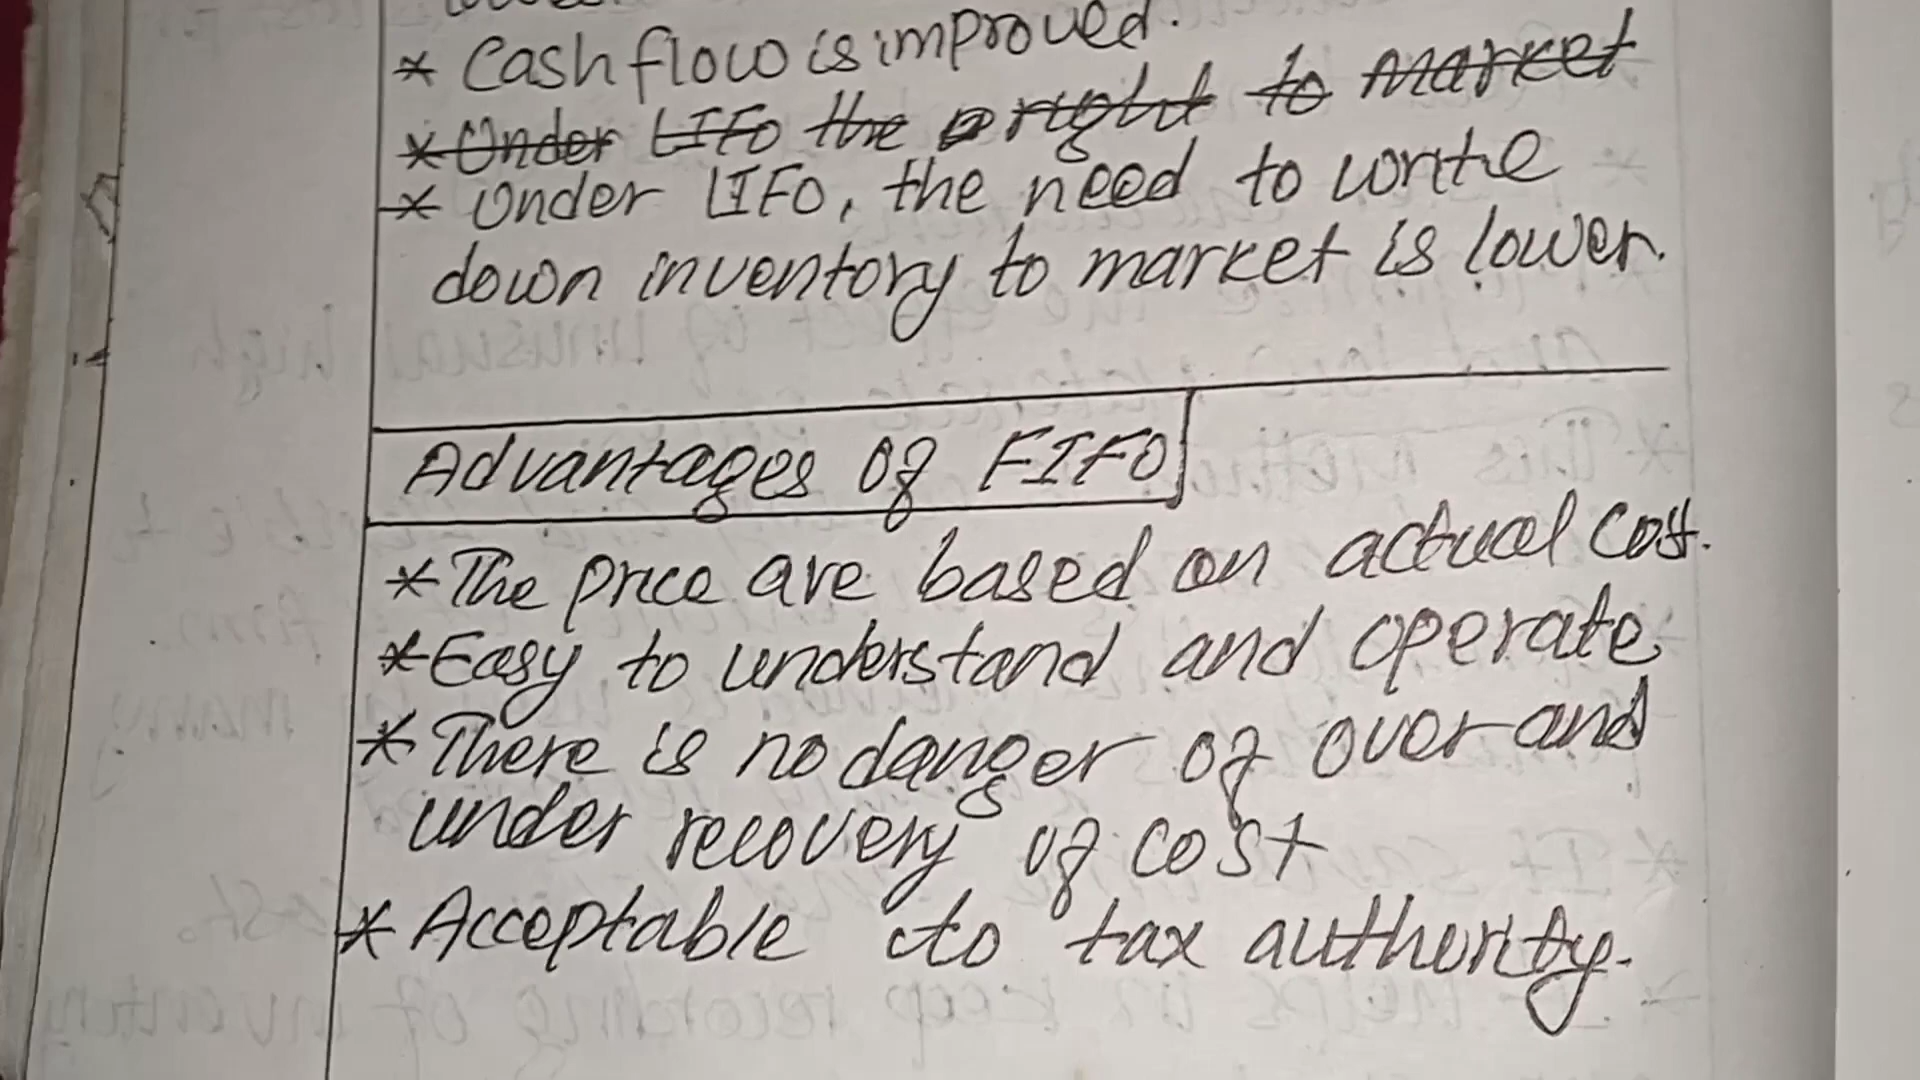 * Cash flow is improved.
* Under LIFO the right to market
* Under LIFO, the need to write
down inventory to market is lower.
Advantages of FIFO
* The price are based on actual cost.
* Easy to understand and operate
* There is no danger of over and
under recovery of cost
* Acceptable to tax authority.